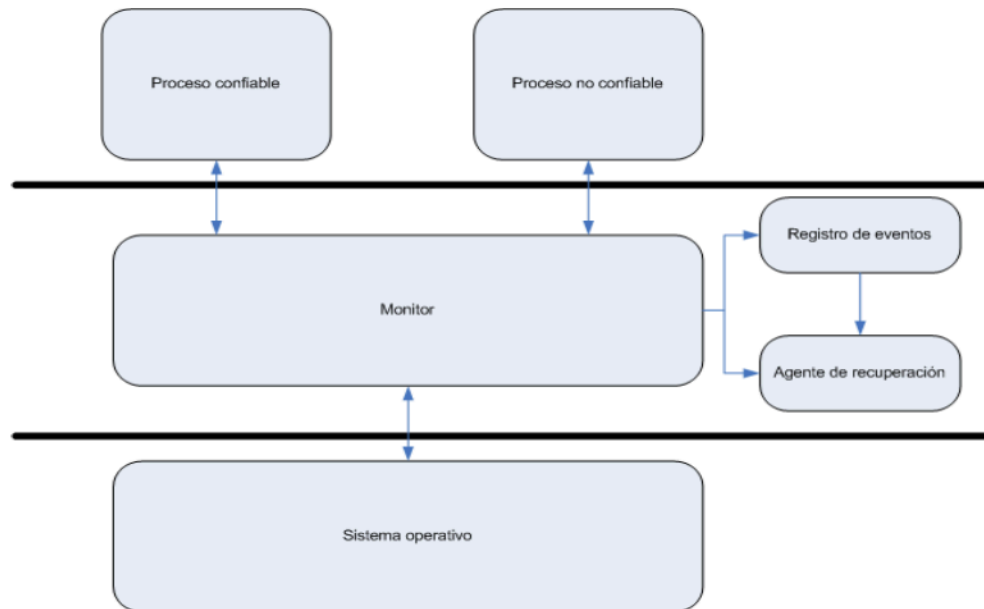 Proceso confiable
Proceso no confiable
Registro de eventos
Monitor
Agente de recuperación
Sistema operativo